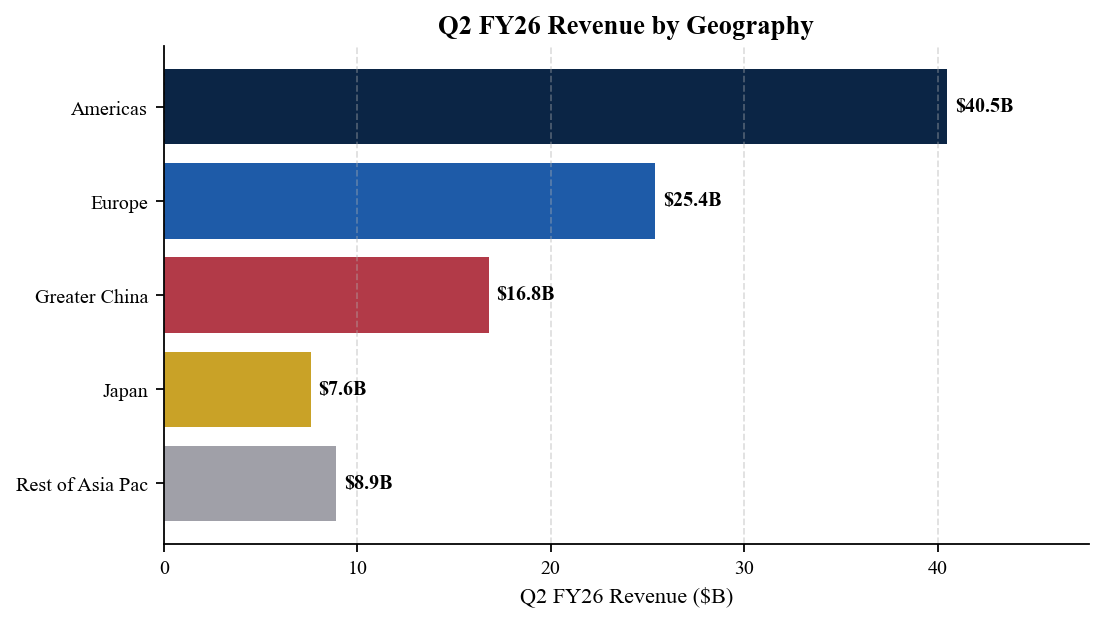 Q2 FY26 Revenue by Geography
Americas
$40.5B
Europe
$25.4B
Greater China
$16.8B
Japan
$7.6B
Rest of Asia Pac
$8.9B
0 10 20 30 40
Q2 FY26 Revenue ($B)